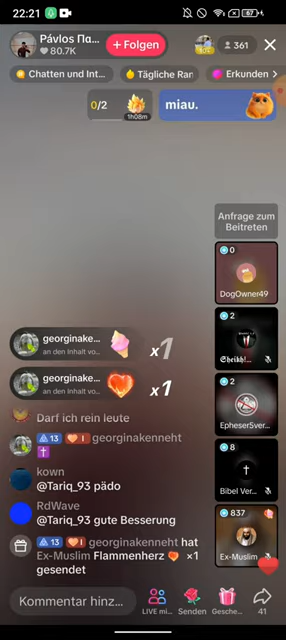 22:21
67
Pávlos Πα...
80.7K
+ Folgen
361
Chatten und Int...
Tägliche Ran
Erkunden
0/2
1h08m
miau.
Anfrage zum
Beitreten
0
DogOwner49
georginake...
an den Inhalt vo...
x1
2
𝕾𝖍𝖊𝖎𝖐𝖍!...
georginake...
an den Inhalt vo...
x1
2
EpheserSver...
Darf ich rein leute
13 I georginakenneht
✝️
8
Bibel Ver...
kown
@Tariq_93 pädo
RdWave
@Tariq_93 gute Besserung
837
Ex-Muslim
13 I georginakenneht hat
Ex-Muslim Flammenherz ×1
gesendet
Kommentar hinz...
LIVE mi...
Senden
Gesche...
41